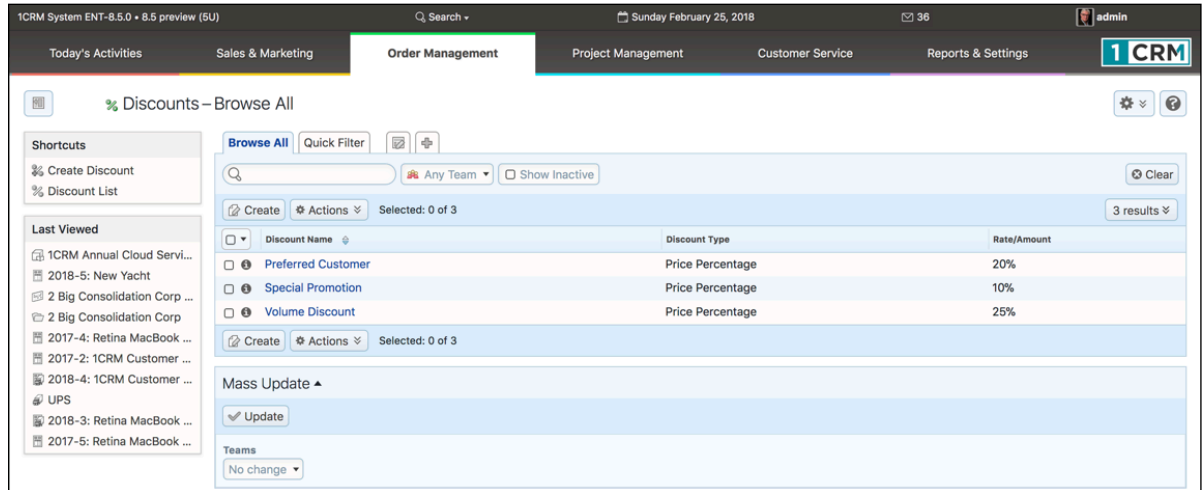 1CRM System ENT-8.5.0 • 8.5 preview (5U) Search Sunday February 25, 2018 36 admin
Today's Activities Sales & Marketing Order Management Project Management Customer Service Reports & Settings 1 CRM
% Discounts – Browse All
Shortcuts
Create Discount
Discount List
Last Viewed
1CRM Annual Cloud Servi...
2018-5: New Yacht
2 Big Consolidation Corp ...
2 Big Consolidation Corp
2017-4: Retina MacBook ...
2017-2: 1CRM Customer ...
2018-4: 1CRM Customer ...
UPS
2018-3: Retina MacBook ...
2017-5: Retina MacBook ...
Browse All Quick Filter
Any Team Show Inactive Clear
Create Actions Selected: 0 of 3 3 results
Discount Name Discount Type Rate/Amount
Preferred Customer Price Percentage 20%
Special Promotion Price Percentage 10%
Volume Discount Price Percentage 25%
Create Actions Selected: 0 of 3
Mass Update
Update
Teams
No change